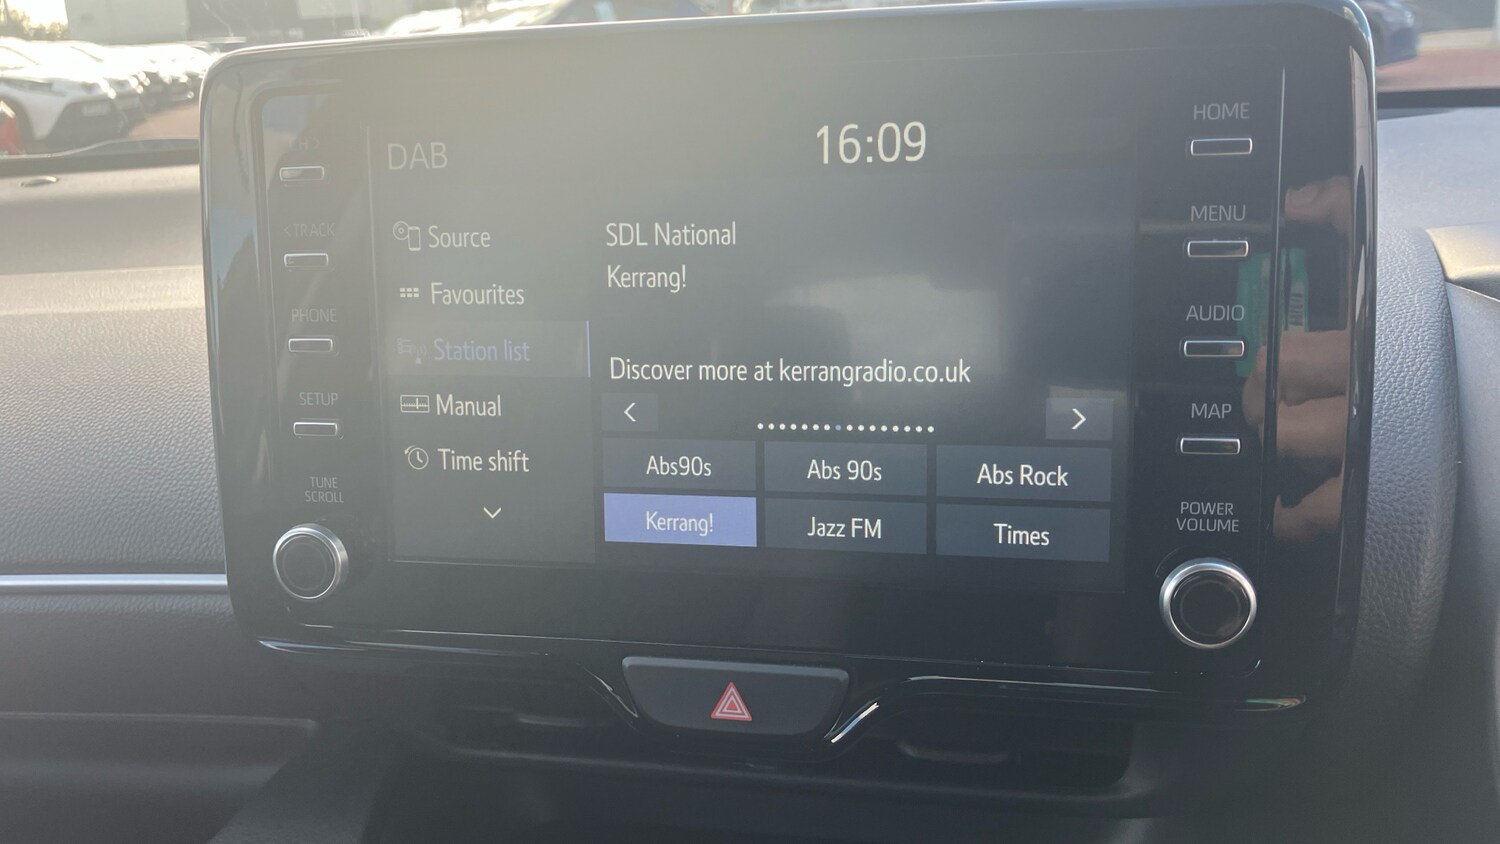 DAB
16:09
HOME
<TRACK
PHONE
SETUP
TUNE
SCROLL
Source
Favourites
Station list
Manual
Time shift
SDL National
Kerrang!
Discover more at kerrangradio.co.uk
Abs90s
Abs 90s
Abs Rock
Kerrang!
Jazz FM
Times
MENU
AUDIO
MAP
POWER
VOLUME